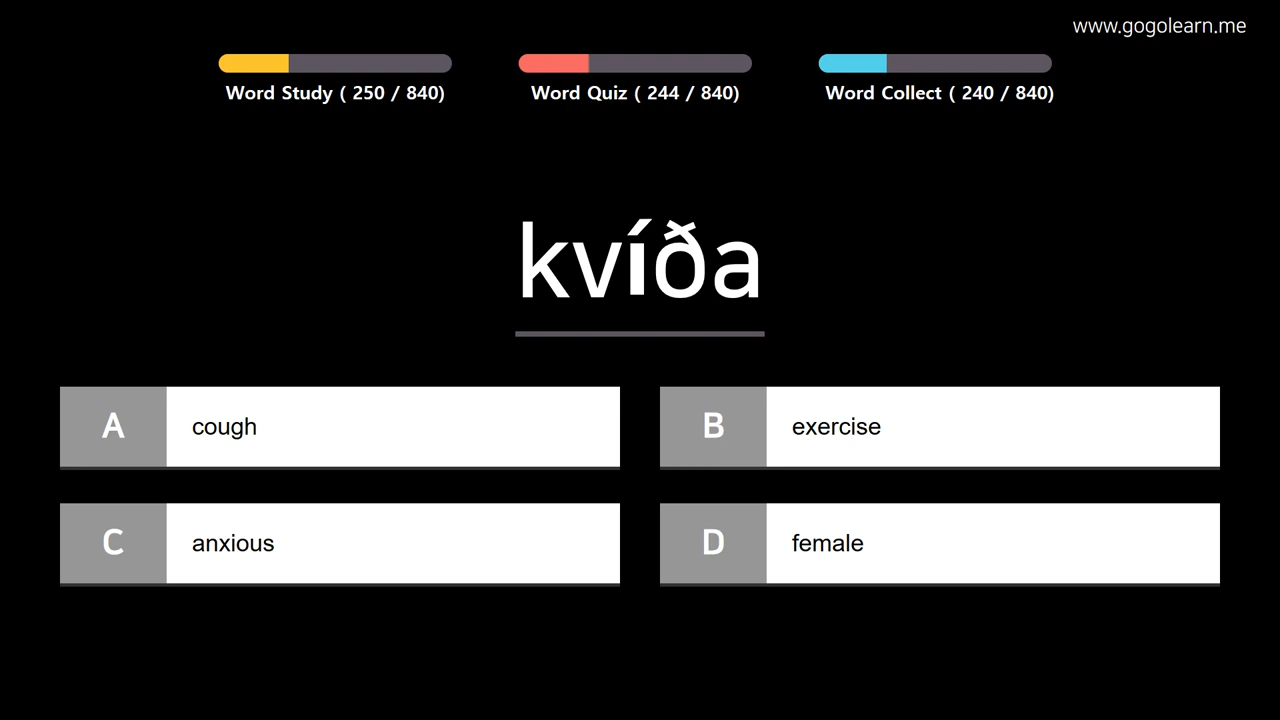 www.gogolearn.me
Word Study ( 250 / 840)
Word Quiz ( 244 / 840)
Word Collect ( 240 / 840)
kvíða
A
cough
B
exercise
C
anxious
D
female